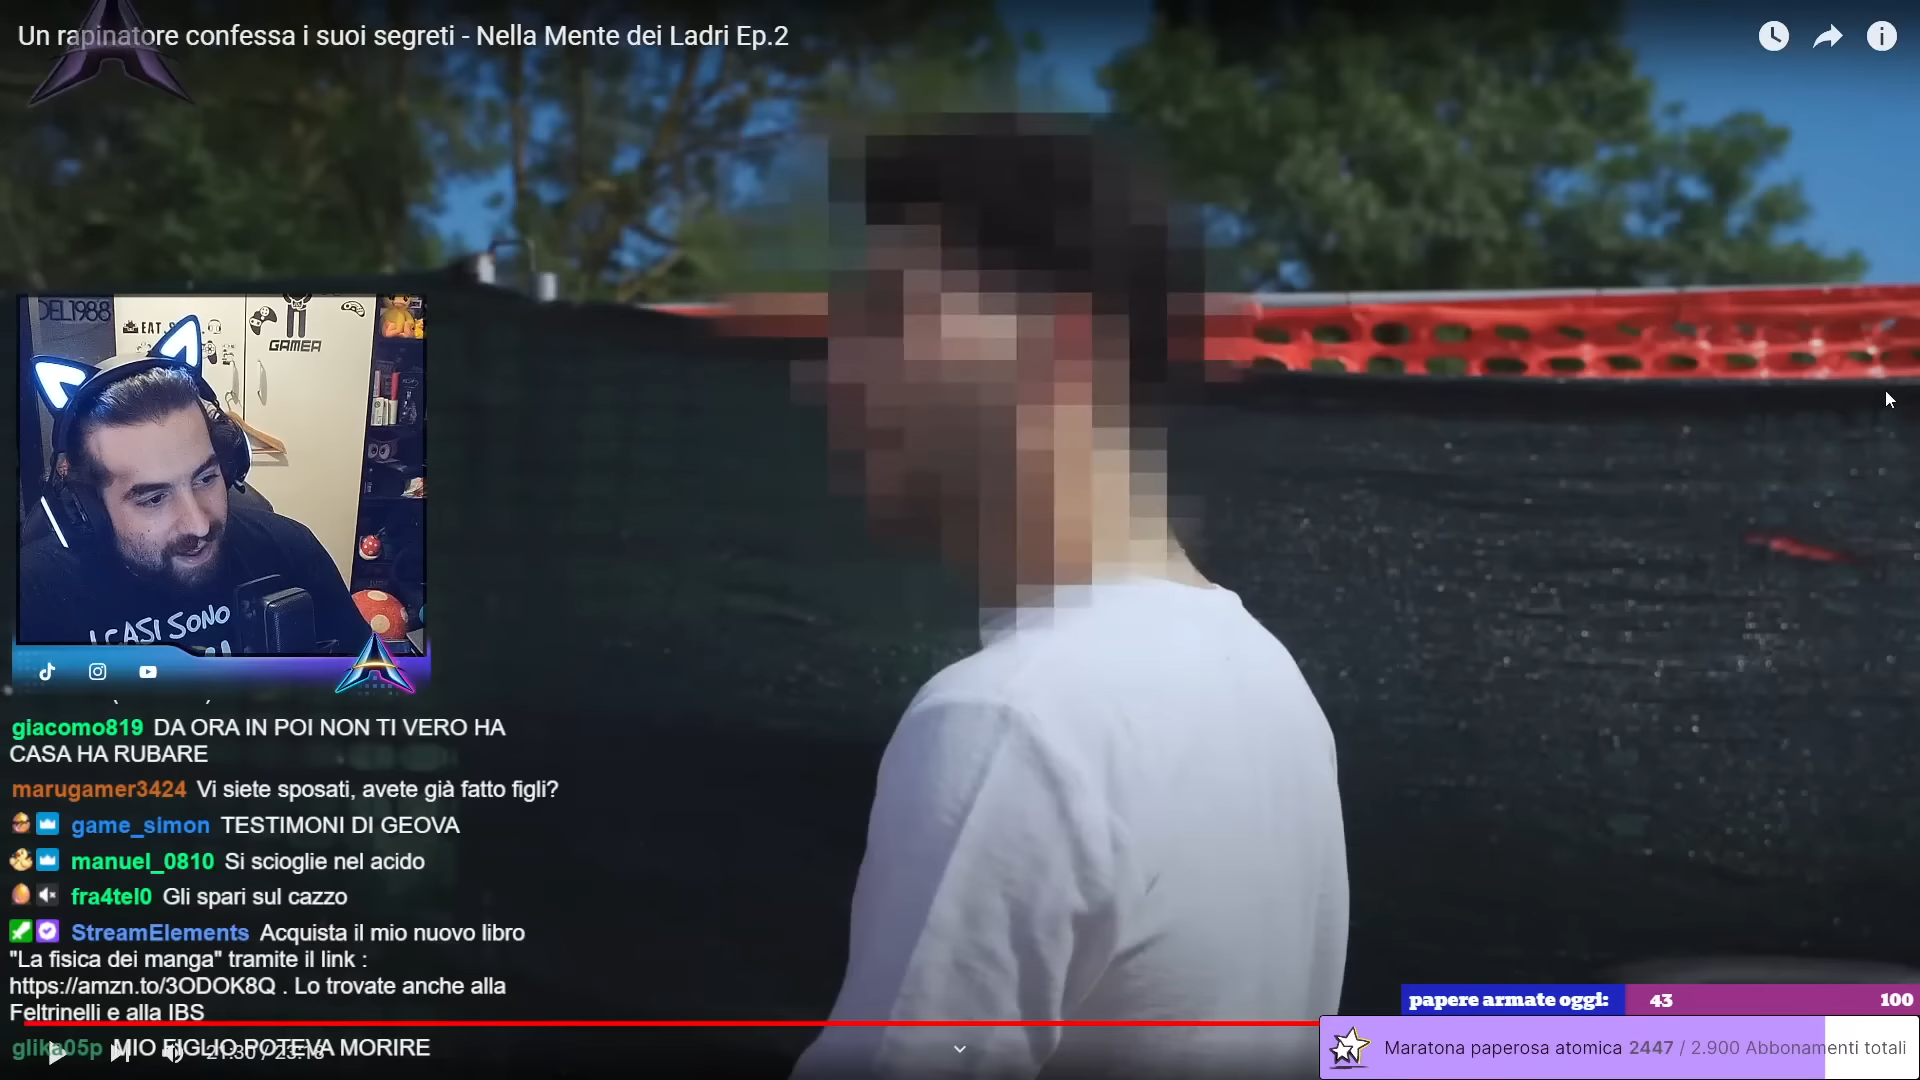 Un rapinatore confessa i suoi segreti - Nella Mente dei Ladri Ep.2
DEL1988
EAT
GAMER
I CASI SONO
giacomo819 DA ORA IN POI NON TI VERO HA
CASA HA RUBARE
marugamer3424 Vi siete sposati, avete già fatto figli?
game_simon TESTIMONI DI GEOVA
manuel_0810 Si scioglie nel acido
fra4tel0 Gli spari sul cazzo
StreamElements Acquista il mio nuovo libro
"La fisica dei manga" tramite il link :
https://amzn.to/3ODOK8Q . Lo trovate anche alla
Feltrinelli e alla IBS
glika05p MIO FIGLIO POTEVA MORIRE
papere armate oggi: 43 100
Maratona paperosa atomica 2447 / 2.900 Abbonamenti totali